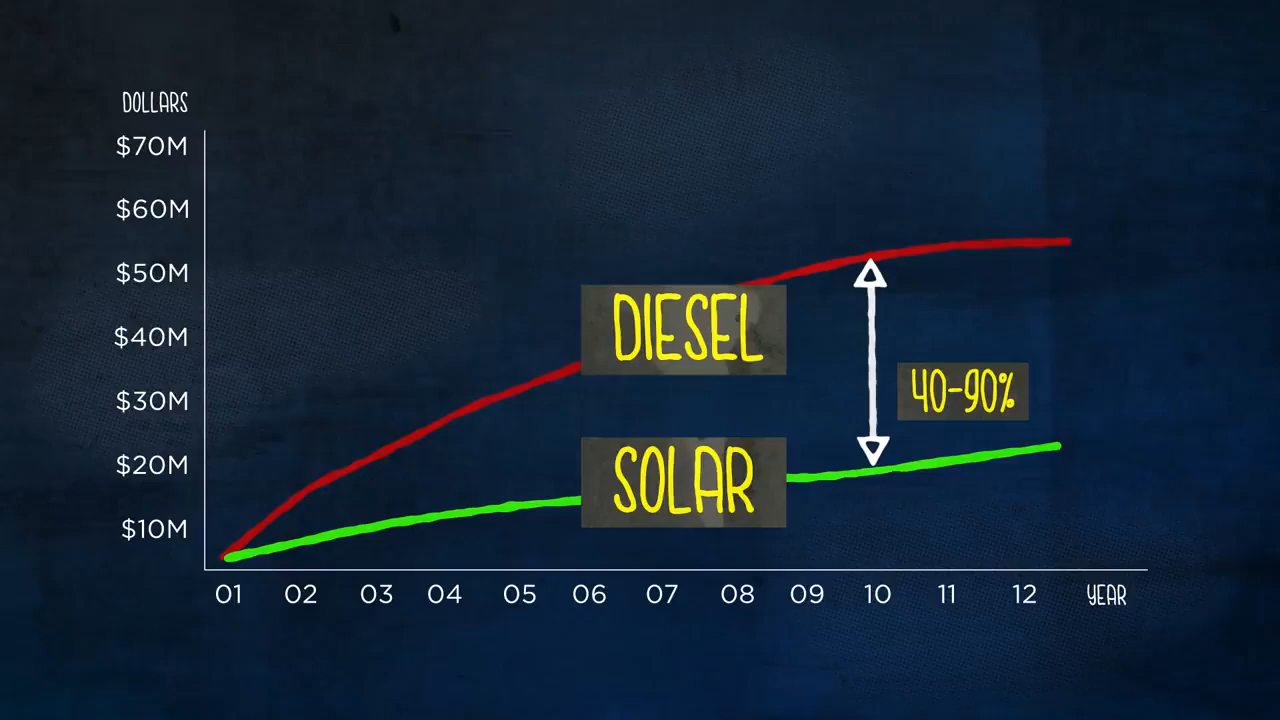 DOLLARS
$70M
$60M
$50M
$40M
$30M
$20M
$10M
DIESEL
40-90%
SOLAR
01 02 03 04 05 06 07 08 09 10 11 12 YEAR